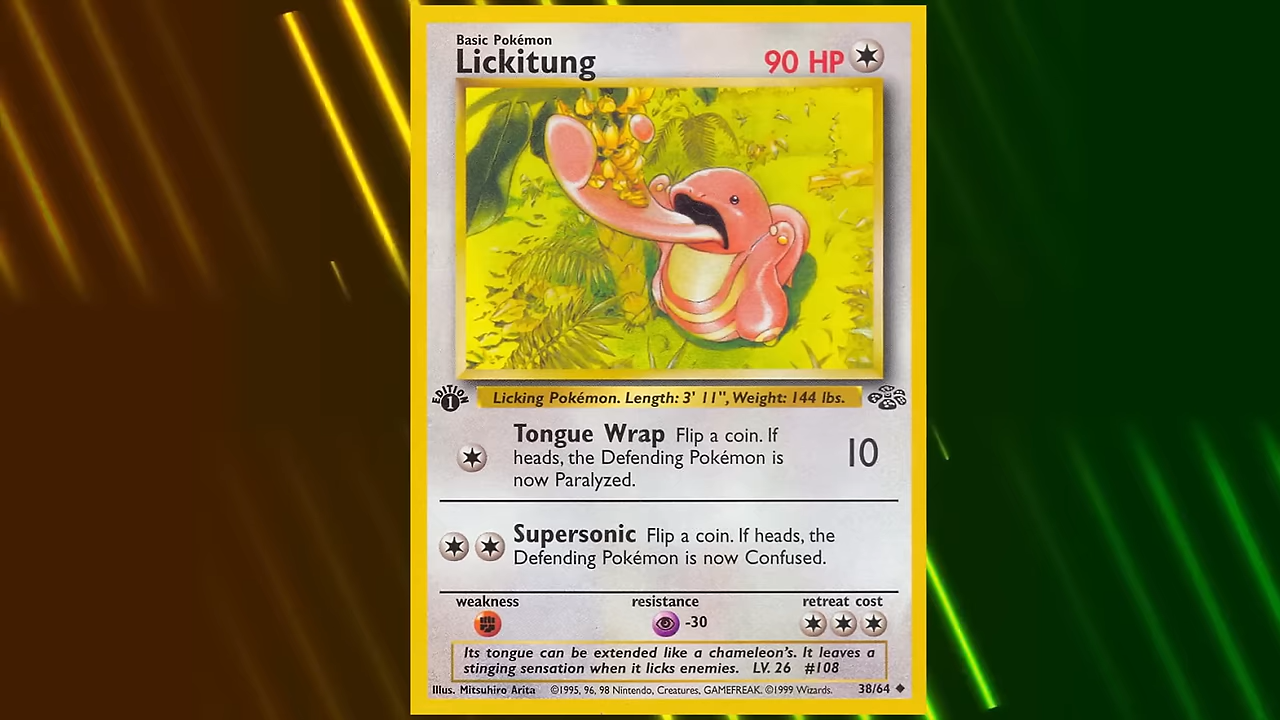 Basic Pokémon
Lickitung
90 HP
EDITION
1
Licking Pokémon. Length: 3' 11", Weight: 144 lbs.
Tongue Wrap Flip a coin. If
heads, the Defending Pokémon is
now Paralyzed.
10
Supersonic Flip a coin. If heads, the
Defending Pokémon is now Confused.
weakness
resistance
retreat cost
-30
Its tongue can be extended like a chameleon's. It leaves a
stinging sensation when it licks enemies. LV. 26 #108
Illus. Mitsuhiro Arita ©1995, 96, 98 Nintendo, Creatures, GAMEFREAK. ©1999 Wizards. 38/64